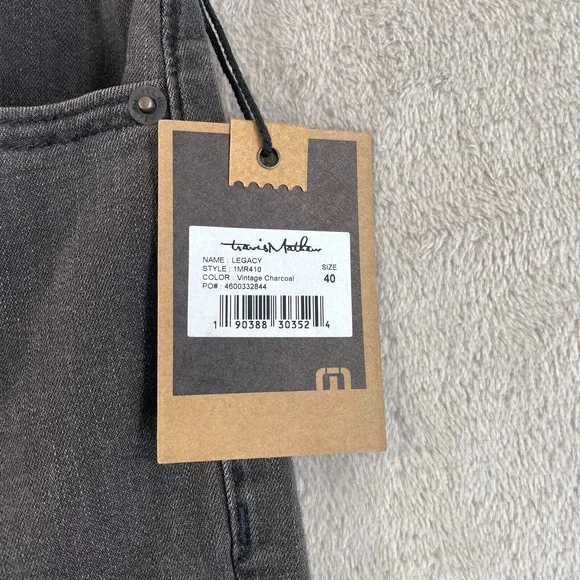 TravisMathew
NAME : LEGACY
STYLE : 1MR410
COLOR : Vintage Charcoal
PO# : 4600332844
SIZE
40
1 90388 30352 4